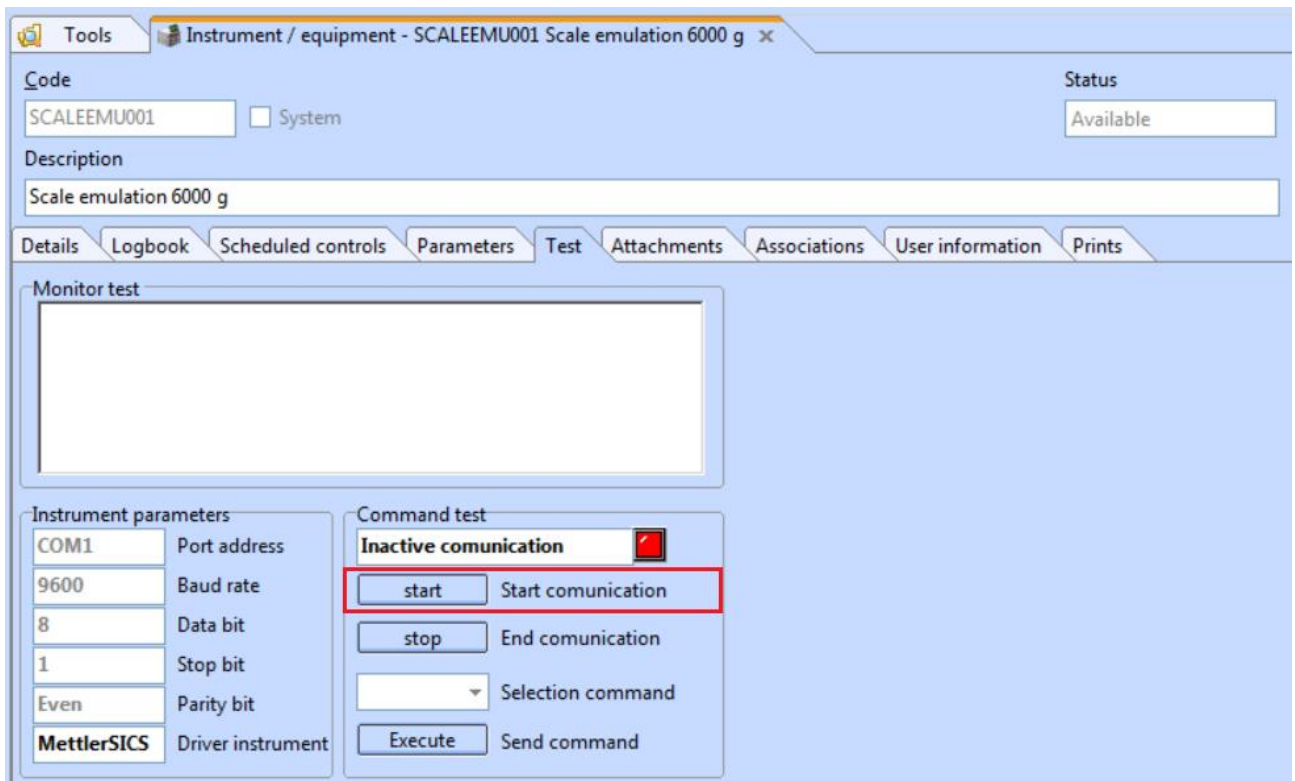 Tools
Instrument / equipment - SCALEEMU001 Scale emulation 6000 g
Code
Status
SCALEEMU001
System
Available
Description
Scale emulation 6000 g
Details
Logbook
Scheduled controls
Parameters
Test
Attachments
Associations
User information
Prints
Monitor test
Instrument parameters
COM1 Port address
9600 Baud rate
8 Data bit
1 Stop bit
Even Parity bit
MettlerSICS Driver instrument
Command test
Inactive comunication
start Start comunication
stop End comunication
Selection command
Execute Send command